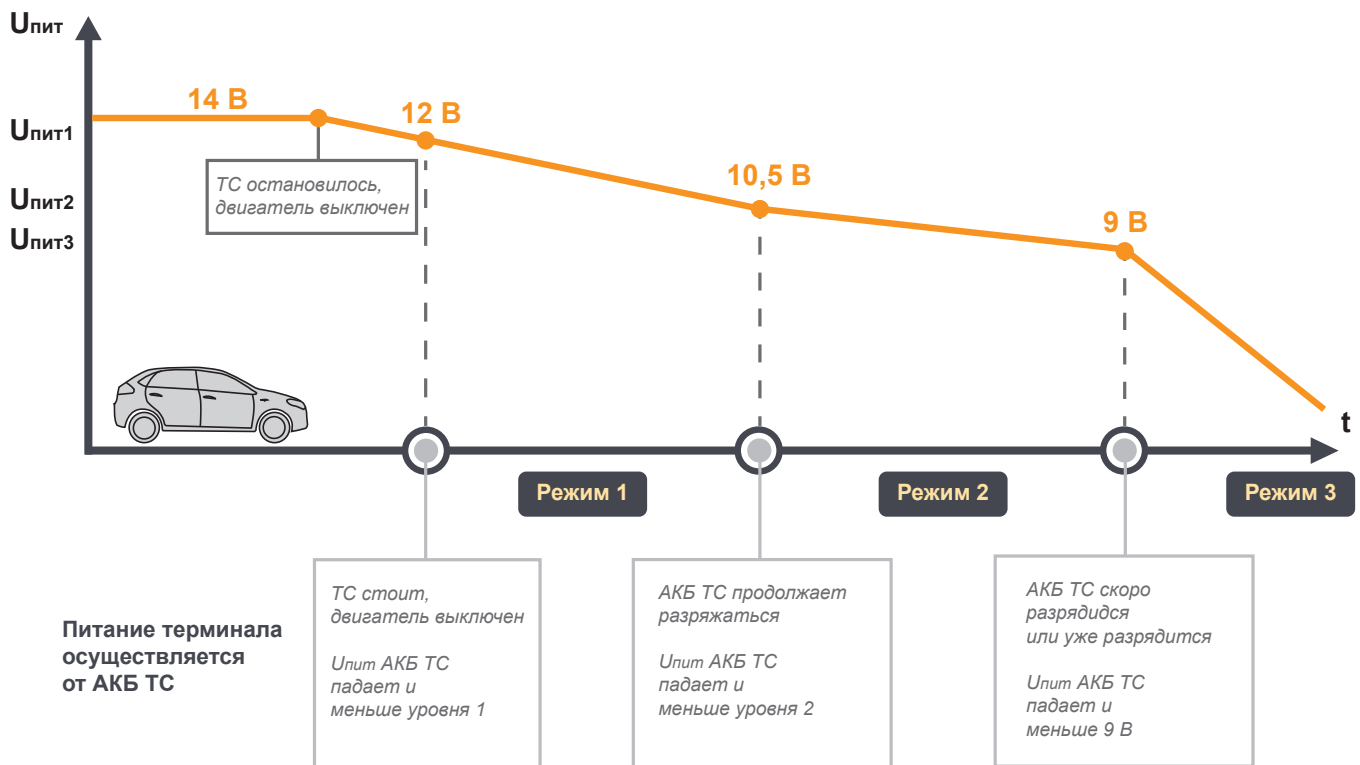 Uпит
14 В
12 В
Uпит1
ТС остановилось,
двигатель выключен
10,5 В
Uпит2
9 В
Uпит3
t
Режим 1
Режим 2
Режим 3
Питание терминала
осуществляется
от АКБ ТС
ТС стоит,
двигатель выключен
Uпит АКБ ТС
падает и
меньше уровня 1
АКБ ТС продолжает
разряжаться
Uпит АКБ ТС
падает и
меньше уровня 2
АКБ ТС скоро
разрядидся
или уже разрядится
Uпит АКБ ТС
падает и
меньше 9 В